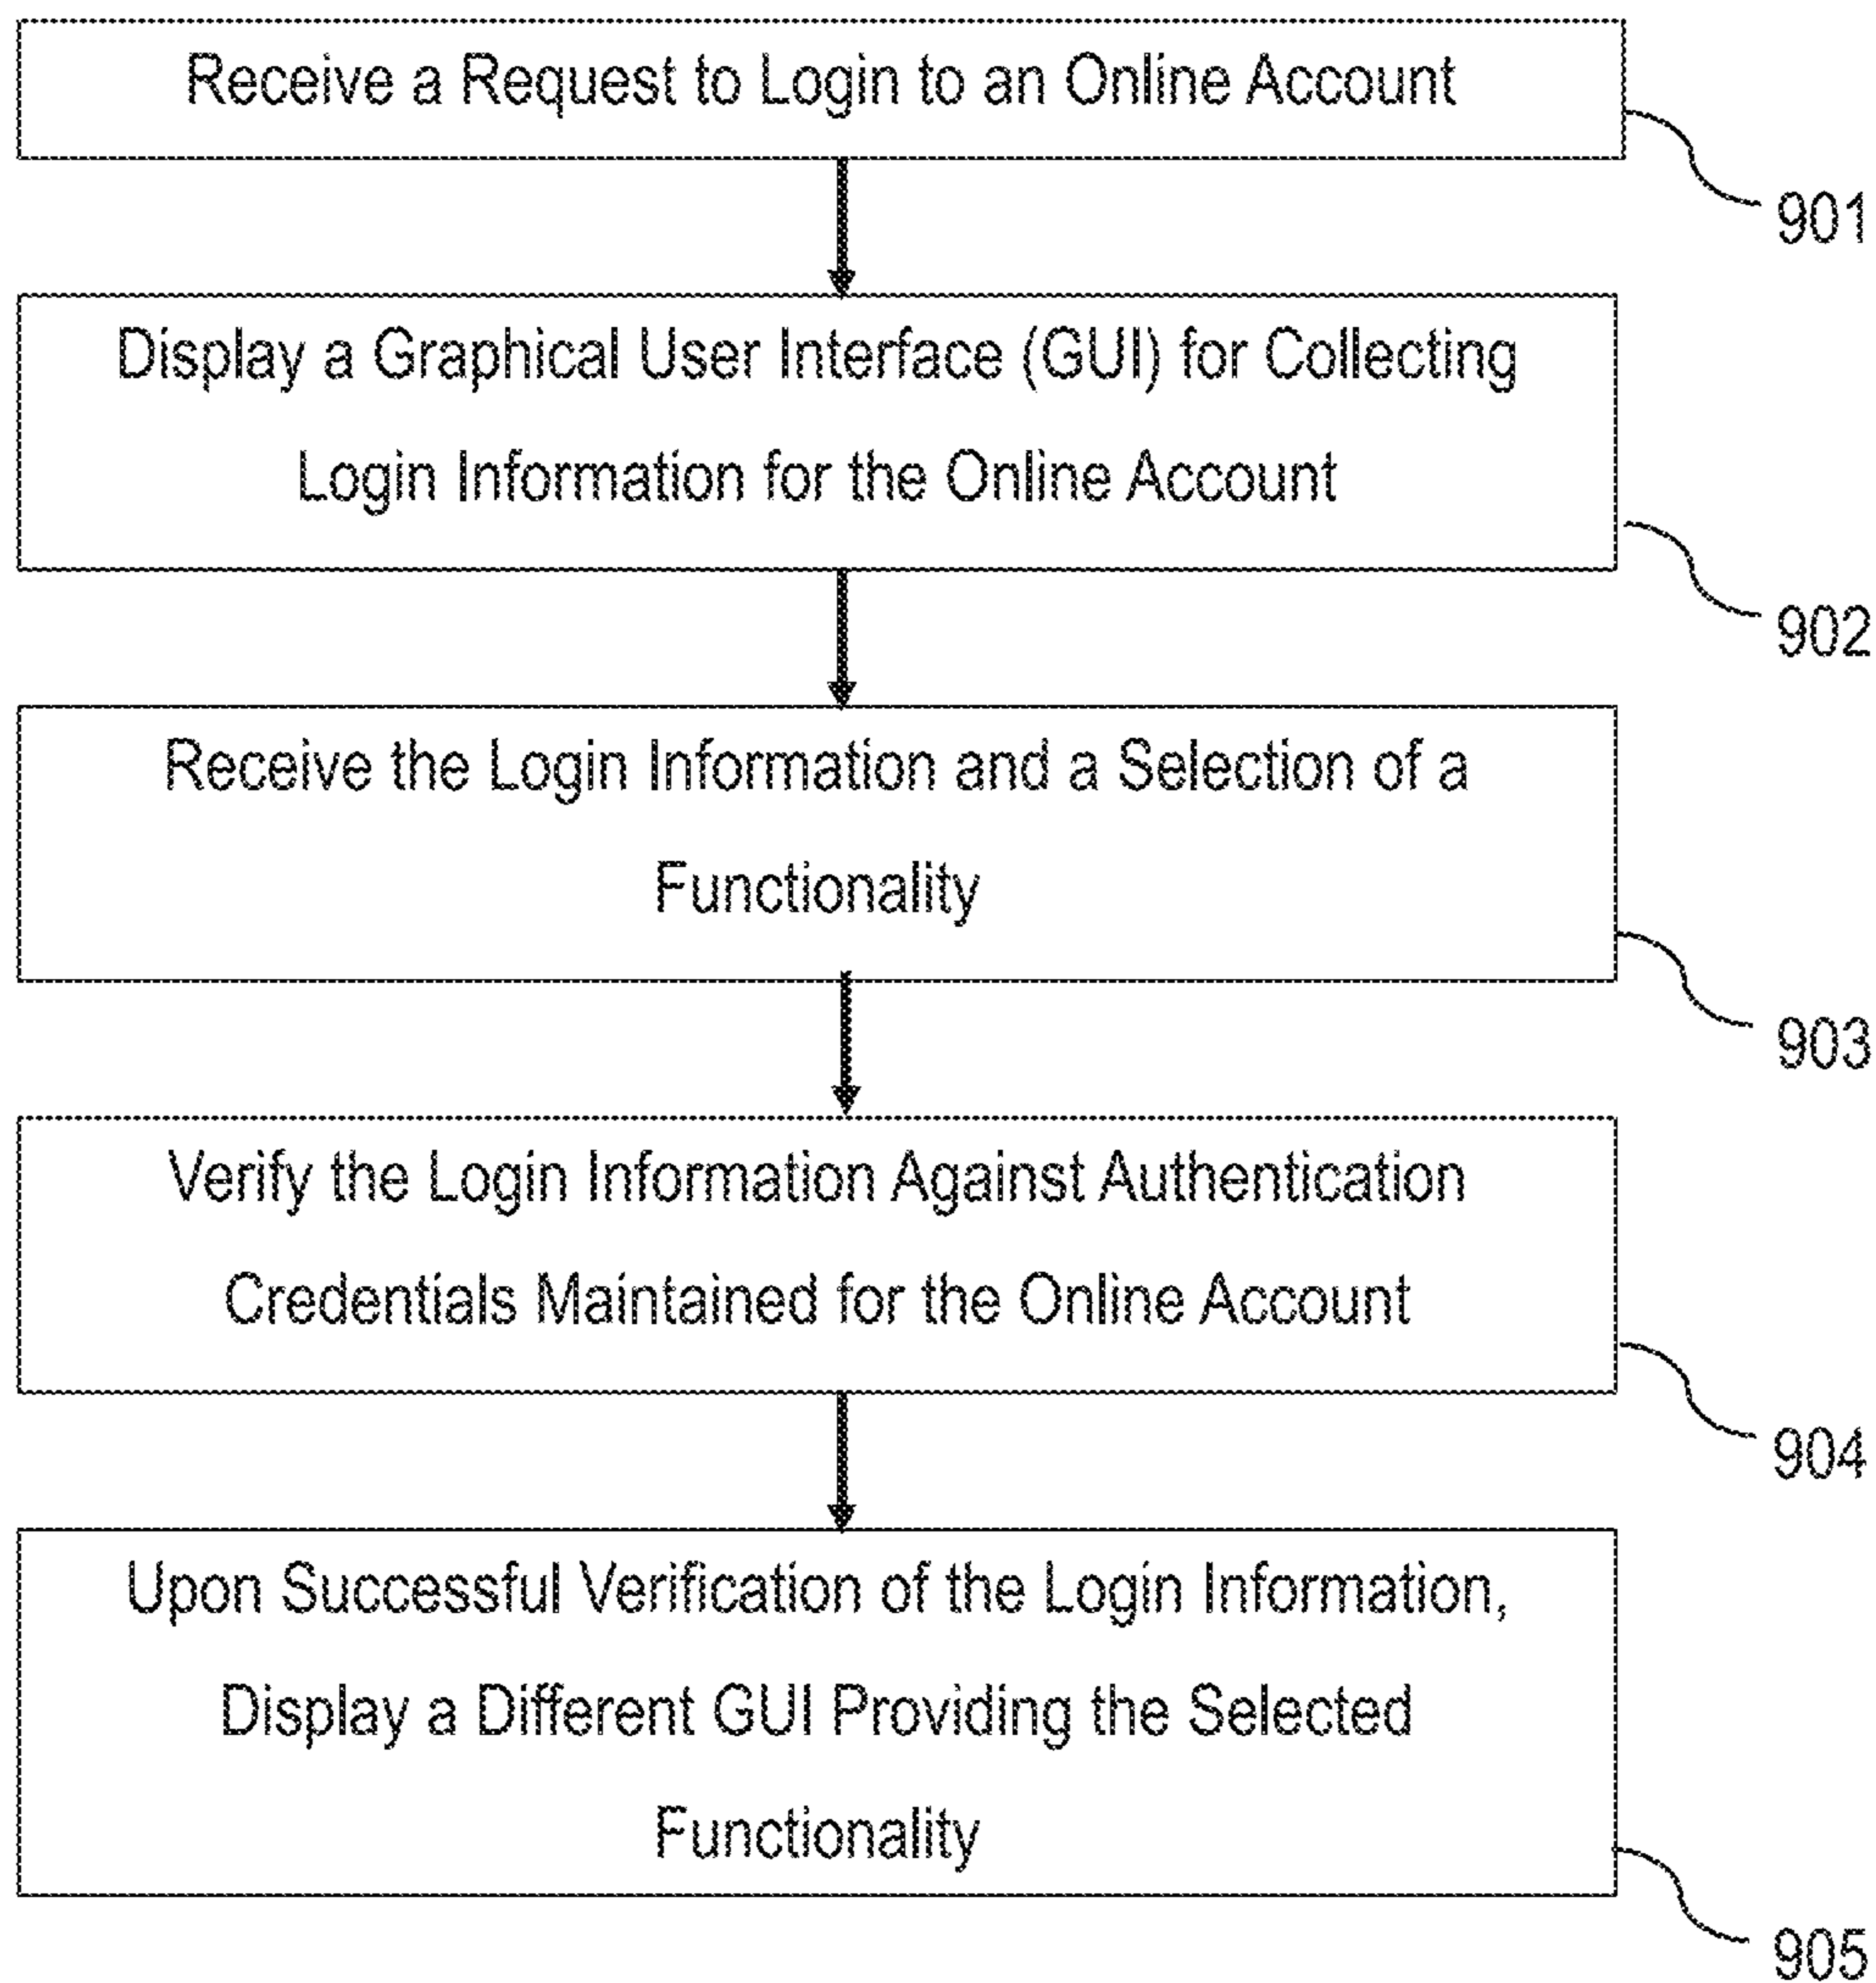 Receive a Request to Login to an Online Account
901
Display a Graphical User Interface (GUI) for Collecting
Login Information for the Online Account
902
Receive the Login Information and a Selection of a
Functionality
903
Verify the Login Information Against Authentication
Credentials Maintained for the Online Account
904
Upon Successful Verification of the Login Information,
Display a Different GUI Providing the Selected
Functionality
905